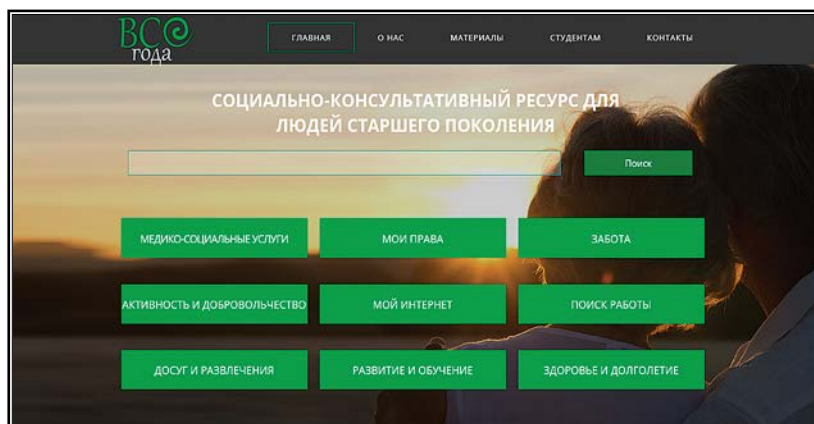 ВСЕ
года
ГЛАВНАЯ
О НАС
МАТЕРИАЛЫ
СТУДЕНТАМ
КОНТАКТЫ
СОЦИАЛЬНО-КОНСУЛЬТАТИВНЫЙ РЕСУРС ДЛЯ
ЛЮДЕЙ СТАРШЕГО ПОКОЛЕНИЯ
Поиск
МЕДИКО-СОЦИАЛЬНЫЕ УСЛУГИ
МОИ ПРАВА
ЗАБОТА
АКТИВНОСТЬ И ДОБРОВОЛЬЧЕСТВО
МОЙ ИНТЕРНЕТ
ПОИСК РАБОТЫ
ДОСУГ И РАЗВЛЕЧЕНИЯ
РАЗВИТИЕ И ОБУЧЕНИЕ
ЗДОРОВЬЕ И ДОЛГОЛЕТИЕ